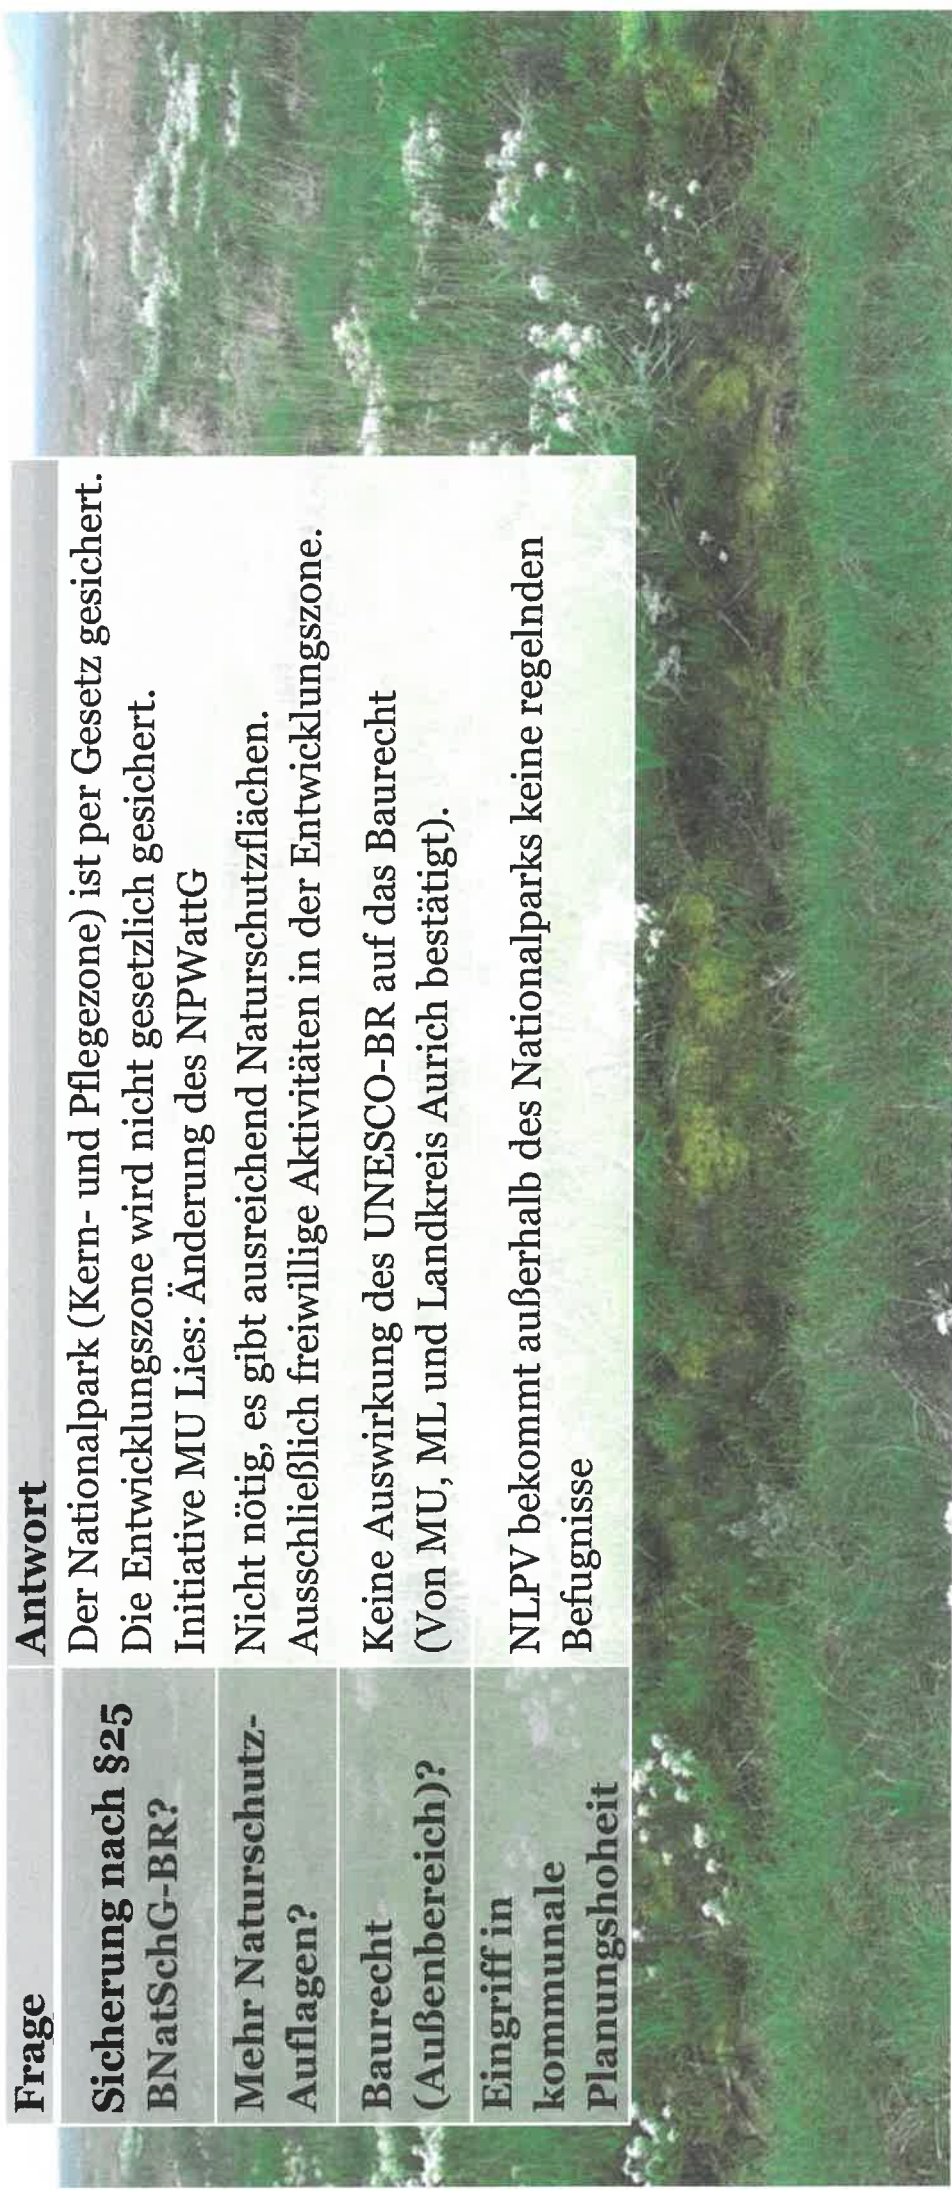 Frage
Antwort
Sicherung nach §25
BNatSchG-BR?
Der Nationalpark (Kern- und Pflegezone) ist per Gesetz gesichert.
Die Entwicklungszone wird nicht gesetzlich gesichert.
Initiative MU Lies: Änderung des NPWattG
Mehr Naturschutz-
Auflagen?
Nicht nötig, es gibt ausreichend Naturschutzflächen.
Ausschließlich freiwillige Aktivitäten in der Entwicklungszone.
Baurecht
(Außenbereich)?
Keine Auswirkung des UNESCO-BR auf das Baurecht
(Von MU, ML und Landkreis Aurich bestätigt).
Eingriff in
kommunale
Planungshoheit
NLPV bekommt außerhalb des Nationalparks keine regelnden
Befugnisse